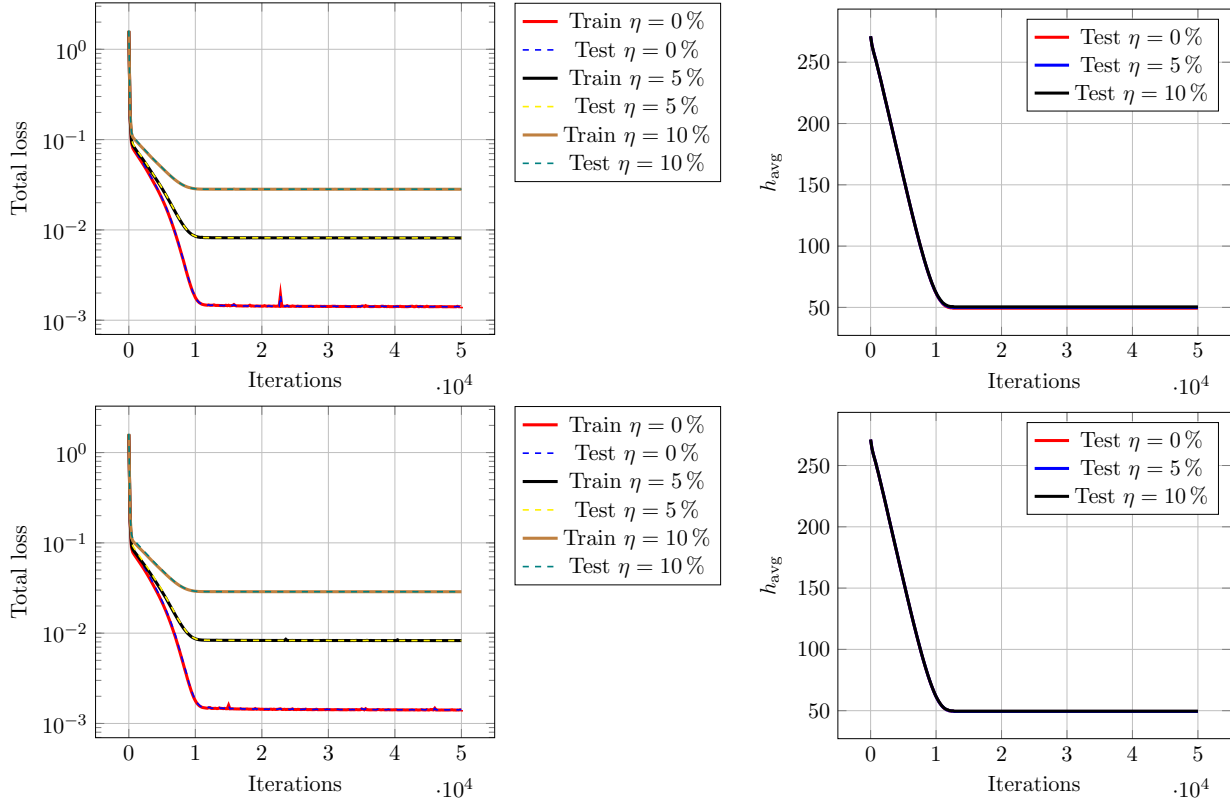 10^0
10^−1
10^−2
10^−3
Total loss
0 1 2 3 4 5
·10^4
Iterations
Train η = 0 %
Test η = 0 %
Train η = 5 %
Test η = 5 %
Train η = 10 %
Test η = 10 %
250
200
150
100
50
h_avg
0 1 2 3 4 5
·10^4
Iterations
Test η = 0 %
Test η = 5 %
Test η = 10 %
10^0
10^−1
10^−2
10^−3
Total loss
0 1 2 3 4 5
·10^4
Iterations
Train η = 0 %
Test η = 0 %
Train η = 5 %
Test η = 5 %
Train η = 10 %
Test η = 10 %
250
200
150
100
50
h_avg
0 1 2 3 4 5
·10^4
Iterations
Test η = 0 %
Test η = 5 %
Test η = 10 %